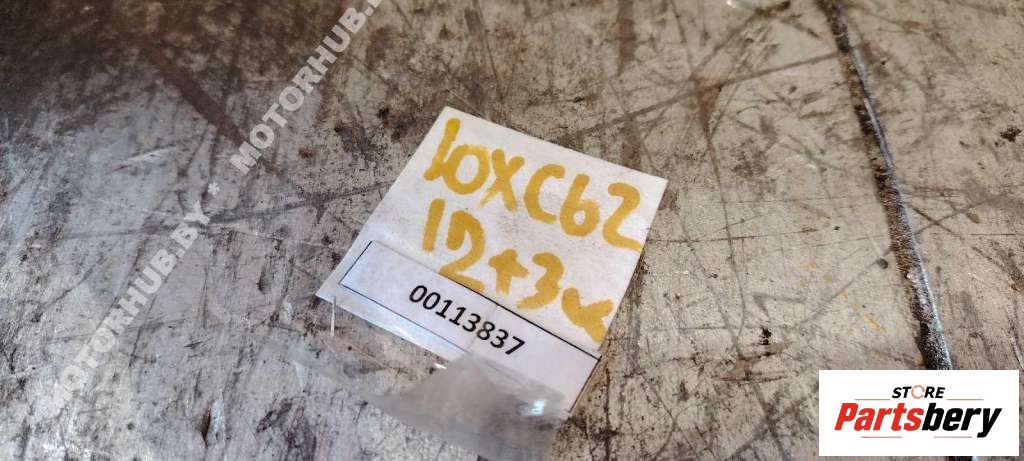 MOTORHUB.BY * MOTORHUB.BY
10XC62
12+3
00113837
STORE
Partsbery